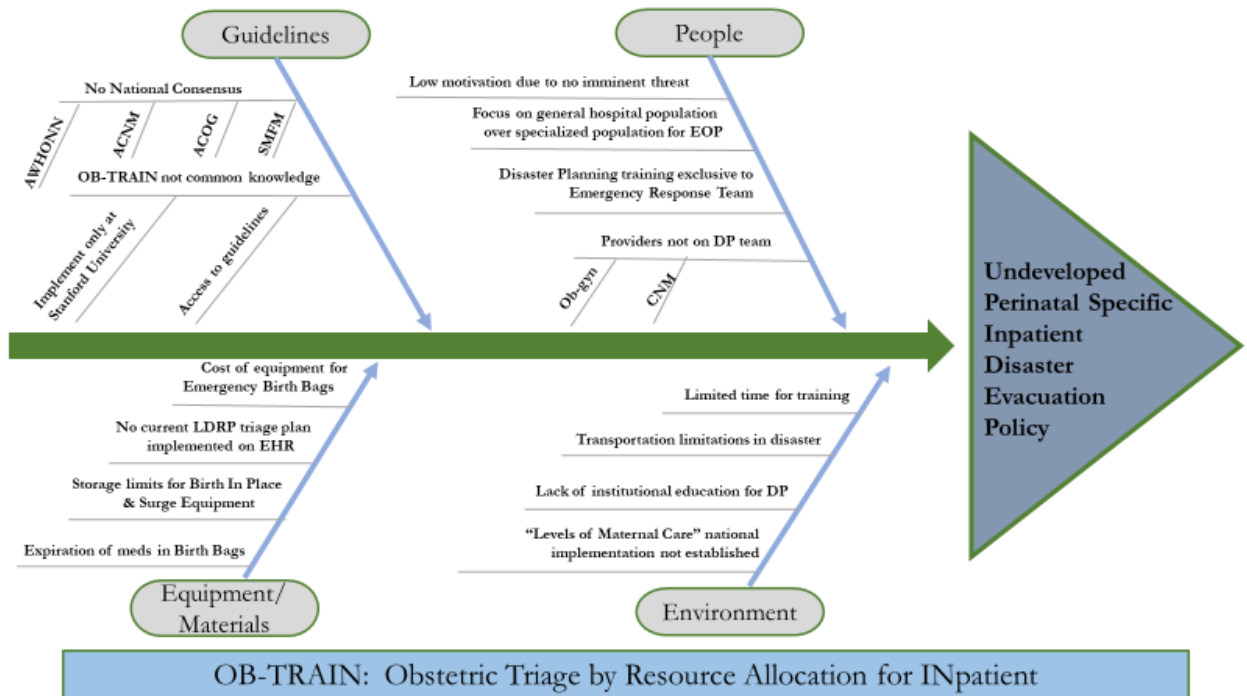 Guidelines
No National Consensus
AWHONN
ACNM
ACOG
SMFM
OB-TRAIN not common knowledge
Implement only at
Stanford University
Access to guidelines
People
Low motivation due to no imminent threat
Focus on general hospital population
over specialized population for EOP
Disaster Planning training exclusive to
Emergency Response Team
Providers not on DP team
Ob-gyn
CNM
Undeveloped
Perinatal Specific
Inpatient
Disaster
Evacuation
Policy
Cost of equipment for
Emergency Birth Bags
No current LDRP triage plan
implemented on EHR
Storage limits for Birth In Place
& Surge Equipment
Expiration of meds in Birth Bags
Equipment/
Materials
Limited time for training
Transportation limitations in disaster
Lack of institutional education for DP
“Levels of Maternal Care” national
implementation not established
Environment
OB-TRAIN: Obstetric Triage by Resource Allocation for INpatient